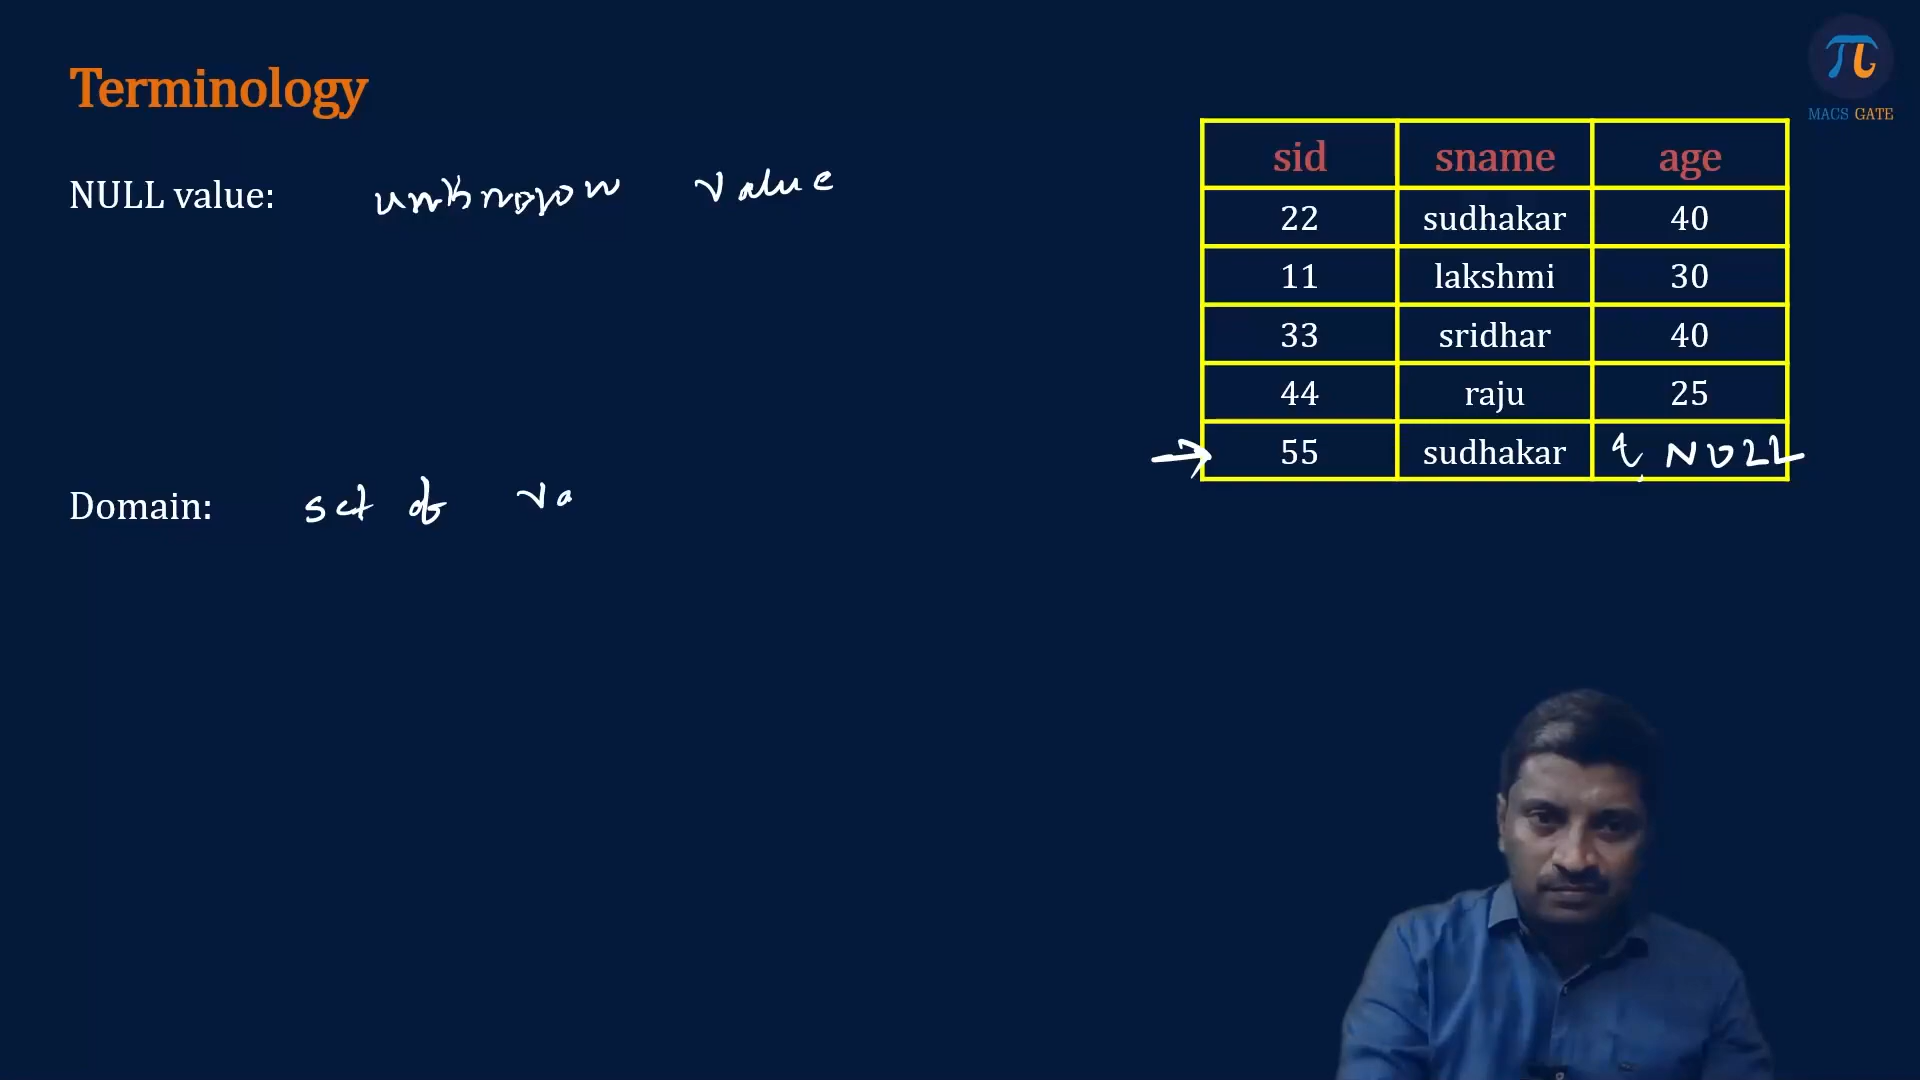 Terminology
MACS GATE
NULL value: unknown value
sid sname age
22 sudhakar 40
11 lakshmi 30
33 sridhar 40
44 raju 25
55 sudhakar NULL
Domain: set of va